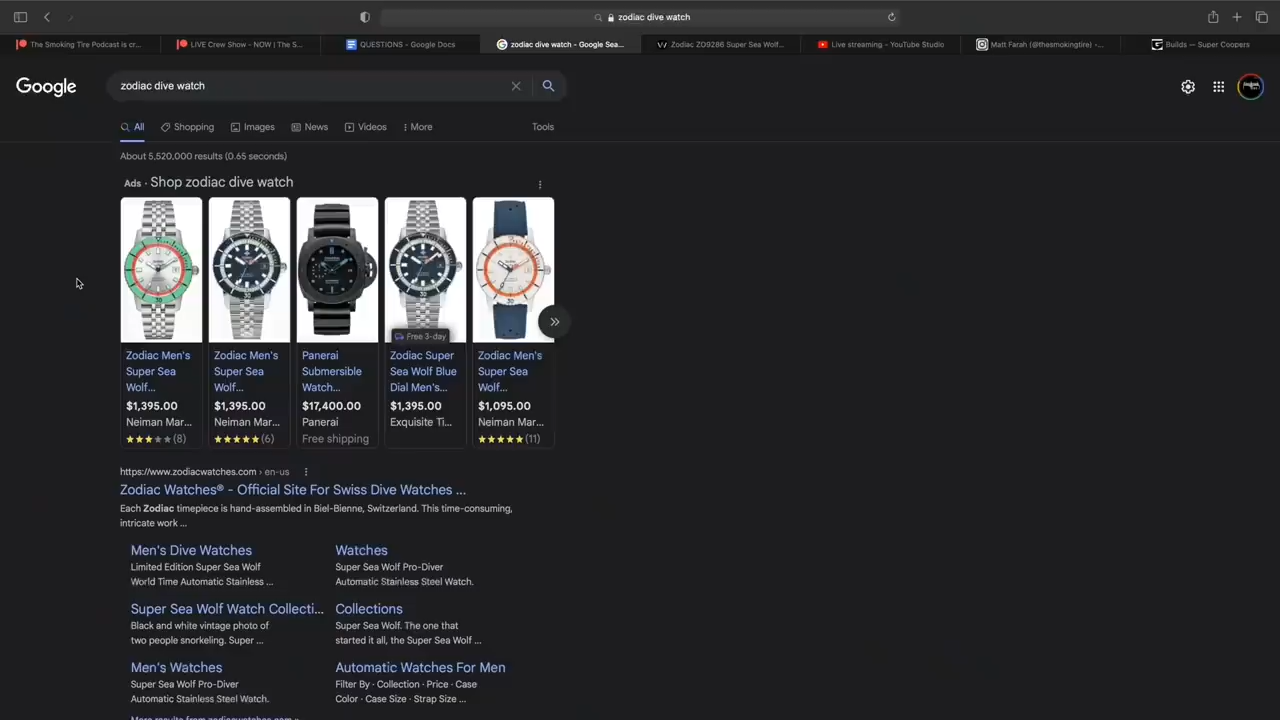 zodiac dive watch
The Smoking Tire Podcast is cr...
LIVE Crew Show - NOW | The S...
QUESTIONS - Google Docs
zodiac dive watch - Google Sea...
Zodiac ZO9286 Super Sea Wolf...
Live streaming - YouTube Studio
Matt Farah (@thesmokingtire) -...
Builds — Super Coopers
Google
zodiac dive watch
All
Shopping
Images
News
Videos
More
Tools
About 5,520,000 results (0.65 seconds)
Ads · Shop zodiac dive watch
Free 3-day
Zodiac Men's
Super Sea
Wolf...
$1,395.00
Neiman Mar...
(8)
Zodiac Men's
Super Sea
Wolf...
$1,395.00
Neiman Mar...
(6)
Panerai
Submersible
Watch...
$17,400.00
Panerai
Free shipping
Zodiac Super
Sea Wolf Blue
Dial Men's...
$1,395.00
Exquisite Ti...
Zodiac Men's
Super Sea
Wolf...
$1,095.00
Neiman Mar...
(11)
https://www.zodiacwatches.com › en-us
Zodiac Watches® - Official Site For Swiss Dive Watches ...
Each Zodiac timepiece is hand-assembled in Biel-Bienne, Switzerland. This time-consuming,
intricate work ...
Men's Dive Watches
Limited Edition Super Sea Wolf
World Time Automatic Stainless ...
Watches
Super Sea Wolf Pro-Diver
Automatic Stainless Steel Watch.
Super Sea Wolf Watch Collecti...
Black and white vintage photo of
two people snorkeling. Super ...
Collections
Super Sea Wolf. The one that
started it all, the Super Sea Wolf ...
Men's Watches
Super Sea Wolf Pro-Diver
Automatic Stainless Steel Watch.
Automatic Watches For Men
Filter By · Collection · Price · Case
Color · Case Size · Strap Size ...
More results from zodiacwatches.com »